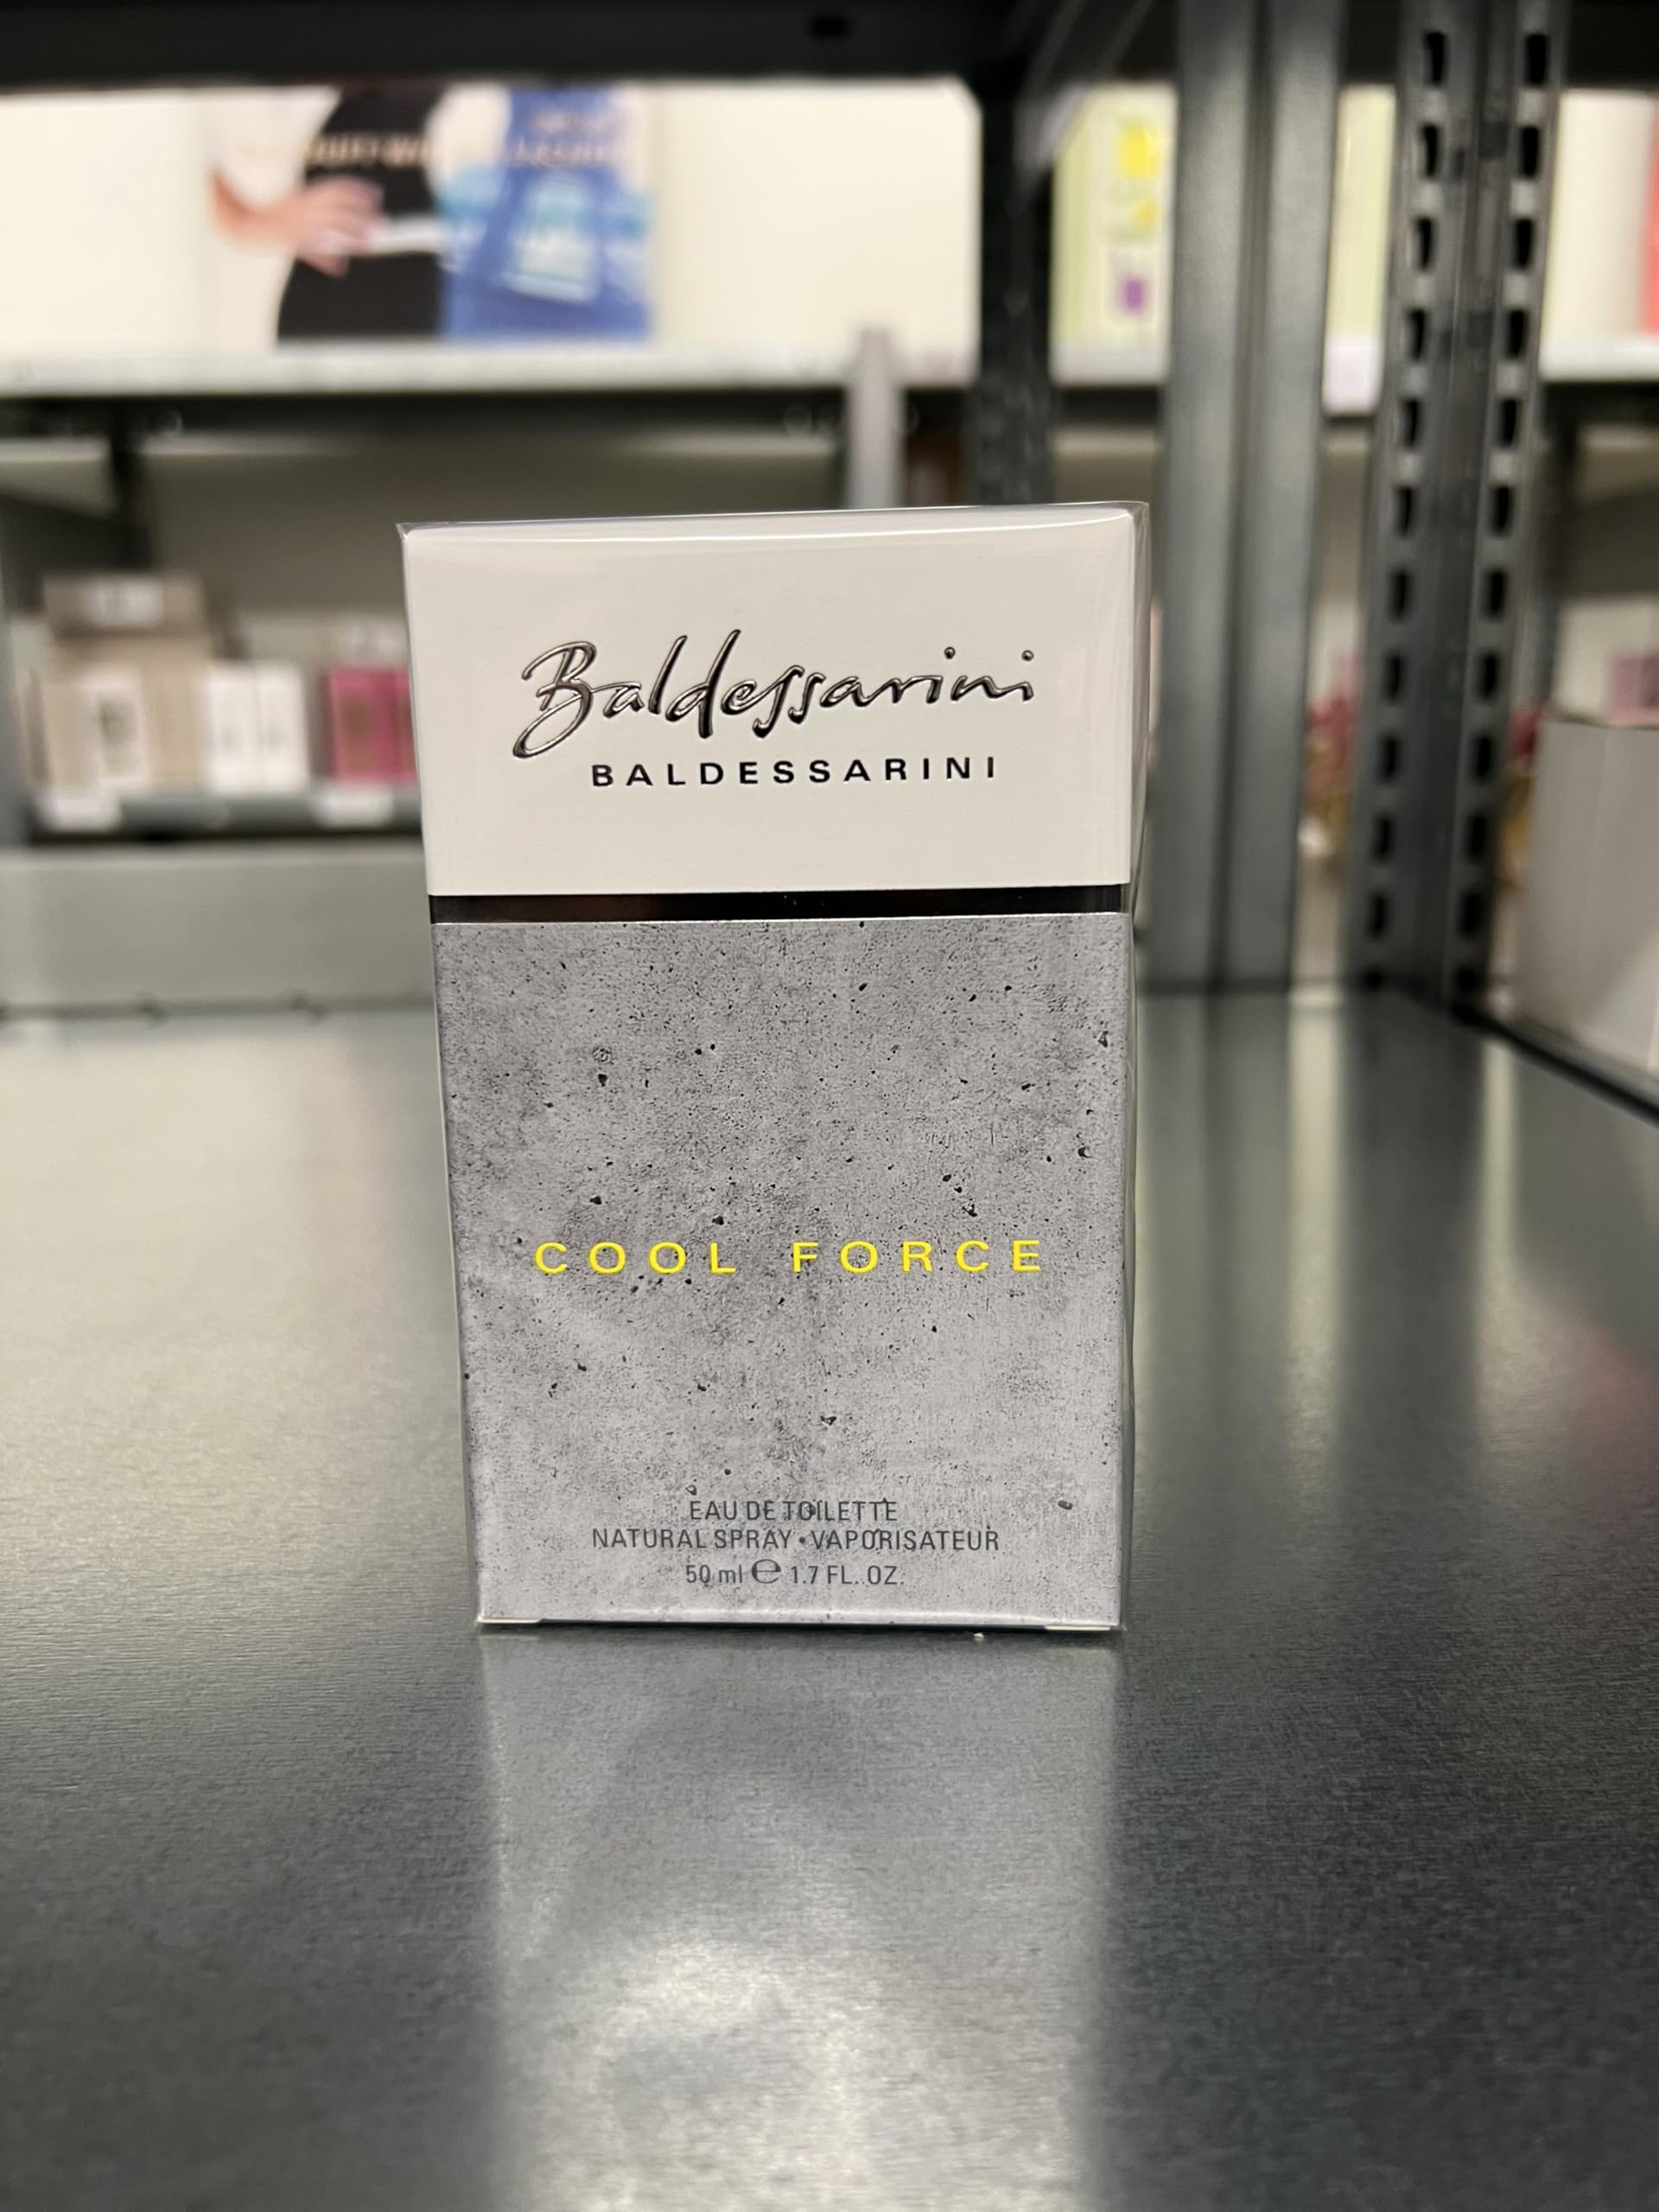 Baldessarini
BALDESSARINI
COOL FORCE
EAU DE TOILETTE
NATURAL SPRAY • VAPORISATEUR
50 ml ℮ 1.7 FL. OZ.